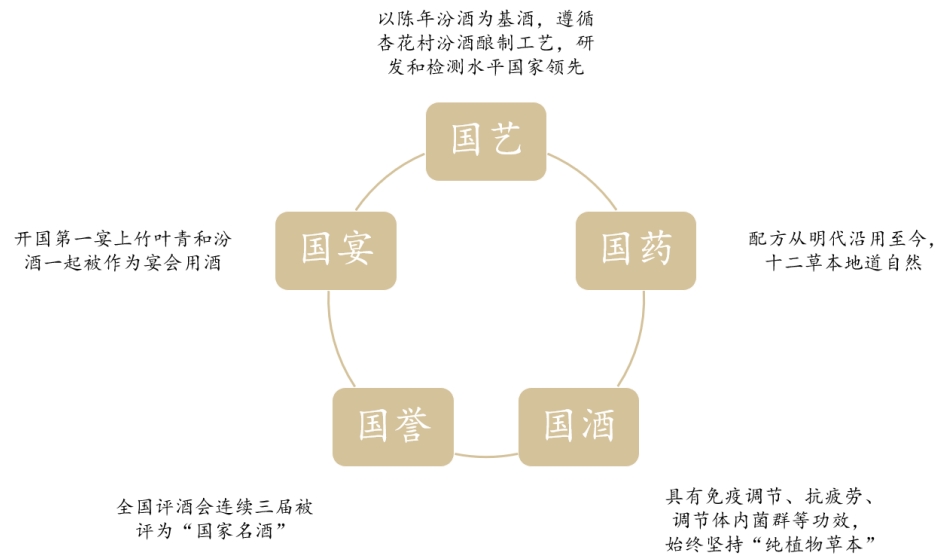 以陈年汾酒为基酒，遵循
杏花村汾酒酿制工艺，研
发和检测水平国家领先
国艺
国宴
国药
开国第一宴上竹叶青和汾
酒一起被作为宴会用酒
配方从明代沿用至今，
十二草本地道自然
国誉
国酒
全国评酒会连续三届被
评为“国家名酒”
具有免疫调节、抗疲劳、
调节体内菌群等功效，
始终坚持“纯植物草本”